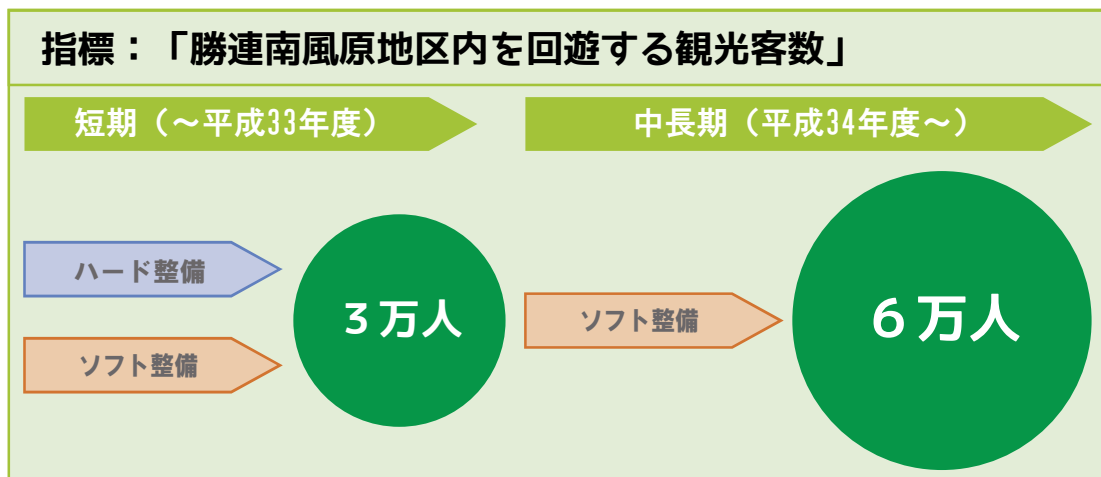 指標：「勝連南風原地区内を回遊する観光客数」
短期（～平成33年度）
中長期（平成34年度～）
ハード整備
ソフト整備
３万人
ソフト整備
６万人